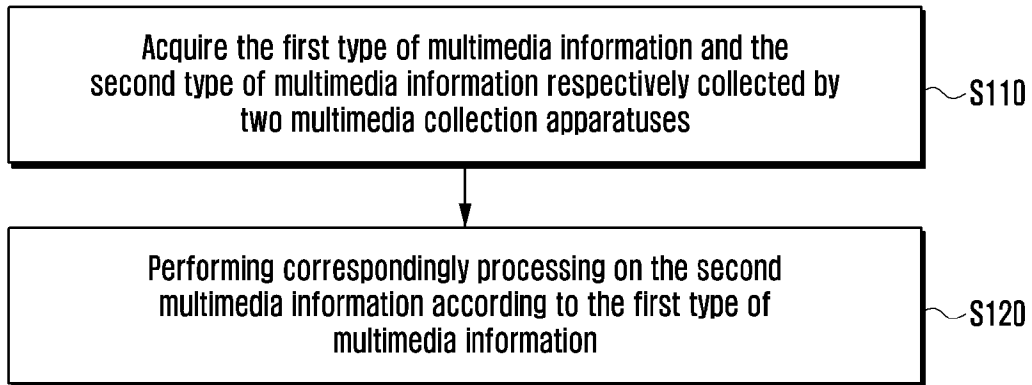 Acquire the first type of multimedia information and the
second type of multimedia information respectively collected by
two multimedia collection apparatuses
S110
Performing correspondingly processing on the second
multimedia information according to the first type of
multimedia information
S120